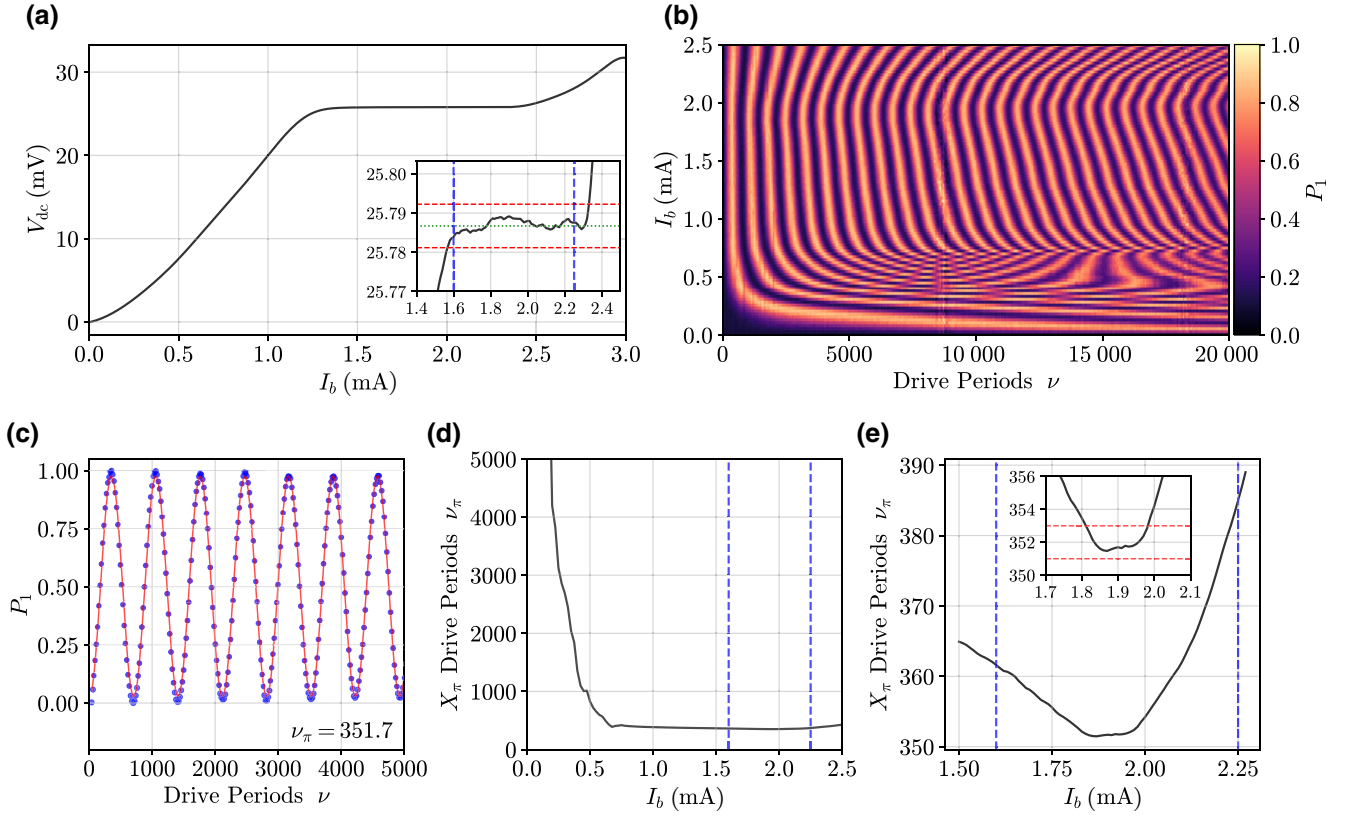 (a)
30
20
10
0
V_dc (mV)
0.0 0.5 1.0 1.5 2.0 2.5 3.0
I_b (mA)
25.80
25.79
25.78
25.77
1.4 1.6 1.8 2.0 2.2 2.4
(b)
2.5
2.0
1.5
1.0
0.5
0.0
I_b (mA)
0 5000 10 000 15 000 20 000
Drive Periods ν
1.0
0.8
0.6
0.4
0.2
0.0
P_1
(c)
1.00
0.75
0.50
0.25
0.00
P_1
ν_π = 351.7
0 1000 2000 3000 4000 5000
Drive Periods ν
(d)
5000
4000
3000
2000
1000
0
X_π Drive Periods ν_π
0.0 0.5 1.0 1.5 2.0 2.5
I_b (mA)
(e)
390
380
370
360
350
X_π Drive Periods ν_π
356
354
352
350
1.7 1.8 1.9 2.0 2.1
1.50 1.75 2.00 2.25
I_b (mA)